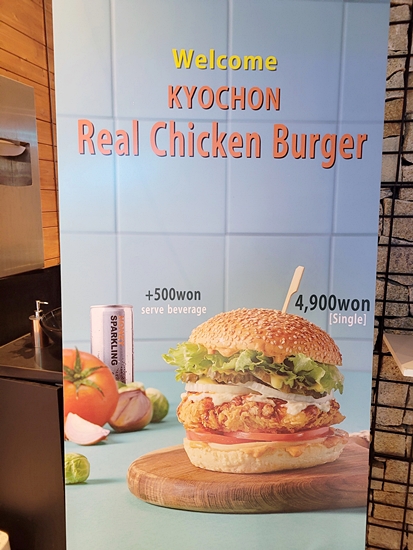 Welcome
KYOCHON
Real Chicken Burger
+500won
serve beverage
4,900won
[Single]
SPARKLING